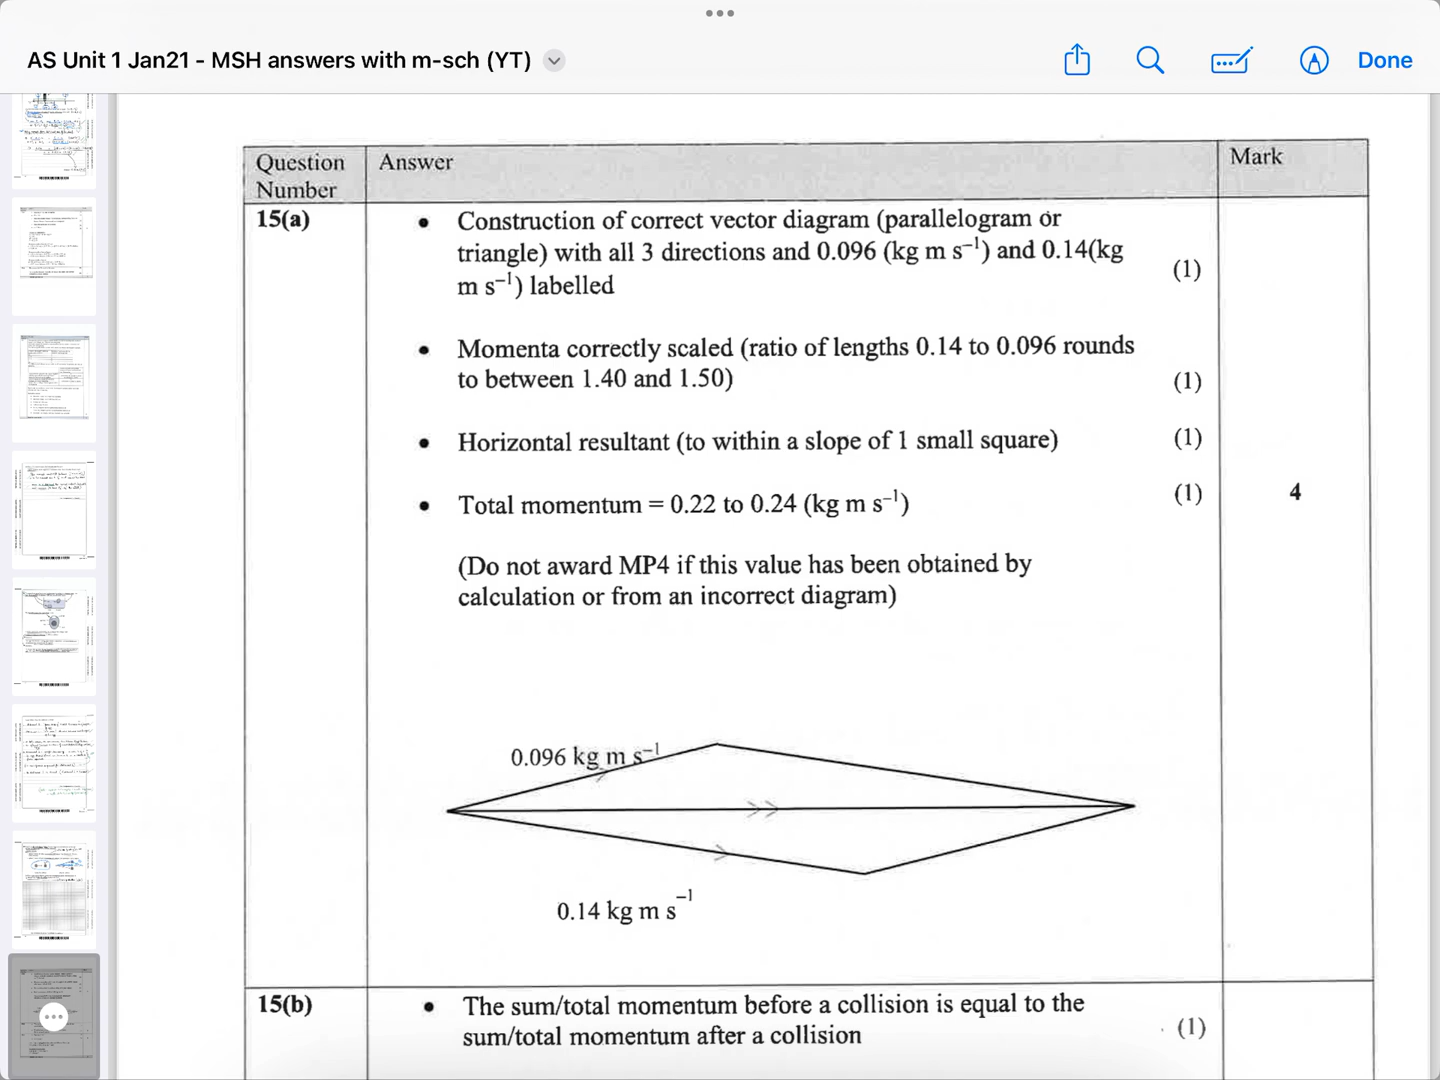 AS Unit 1 Jan21 - MSH answers with m-sch (YT)
Done
Question Number
Answer
Mark
15(a)
• Construction of correct vector diagram (parallelogram or
triangle) with all 3 directions and 0.096 (kg m s⁻¹) and 0.14(kg
m s⁻¹) labelled
(1)
• Momenta correctly scaled (ratio of lengths 0.14 to 0.096 rounds
to between 1.40 and 1.50)
(1)
• Horizontal resultant (to within a slope of 1 small square)
(1)
• Total momentum = 0.22 to 0.24 (kg m s⁻¹)
(1)
4
(Do not award MP4 if this value has been obtained by
calculation or from an incorrect diagram)
0.096 kg m s⁻¹
0.14 kg m s⁻¹
15(b)
• The sum/total momentum before a collision is equal to the
sum/total momentum after a collision
(1)